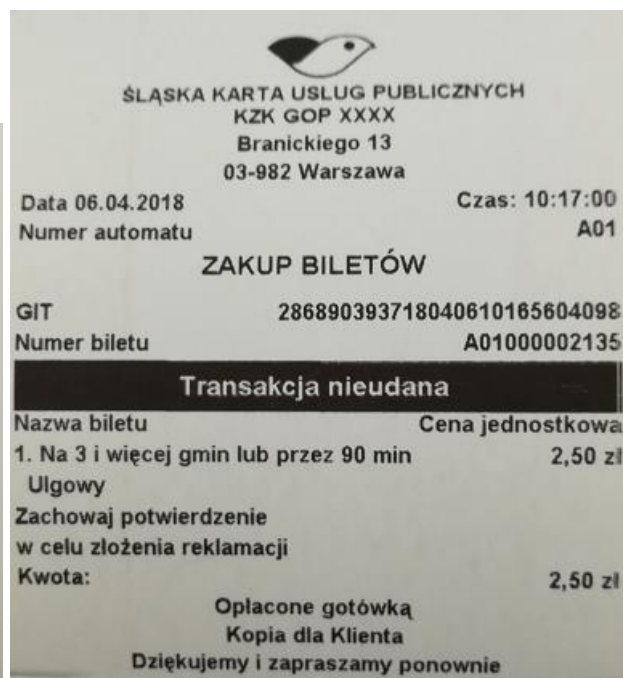 ŚLĄSKA KARTA USLUG PUBLICZNYCH
KZK GOP XXXX
Branickiego 13
03-982 Warszawa
Data 06.04.2018 Czas: 10:17:00
Numer automatu A01
ZAKUP BILETÓW
GIT 286890393718040610165604098
Numer biletu A01000002135
Transakcja nieudana
Nazwa biletu Cena jednostkowa
1. Na 3 i więcej gmin lub przez 90 min 2,50 zł
Ulgowy
Zachowaj potwierdzenie
w celu złożenia reklamacji
Kwota: 2,50 zł
Opłacone gotówką
Kopia dla Klienta
Dziękujemy i zapraszamy ponownie